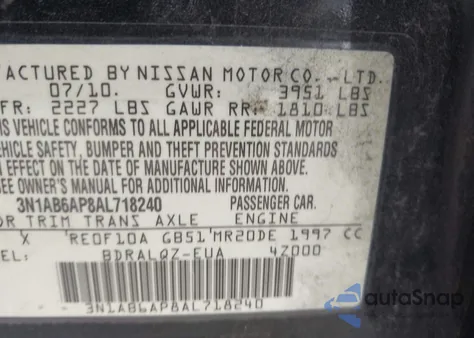 FACTURED BY NISSAN MOTOR CO., LTD.
07/10. GVWR: 3951 LBS
FR: 2227 LBS GAWR RR: 1810 LBS
IS VEHICLE CONFORMS TO ALL APPLICABLE FEDERAL MOTOR
VEHICLE SAFETY, BUMPER AND THEFT PREVENTION STANDARDS
EFFECT ON THE DATE OF MANUFACTURE SHOWN ABOVE.
SEE OWNER'S MANUAL FOR ADDITIONAL INFORMATION.
3N1AB6AP8AL718240 PASSENGER CAR.
OR TRIM TRANS AXLE ENGINE
X RE0F10A GB51 MR20DE 1997 CC
EL: BDRALQZ-EUA 4Z000
3N1AB6AP8AL718240
autoSnap